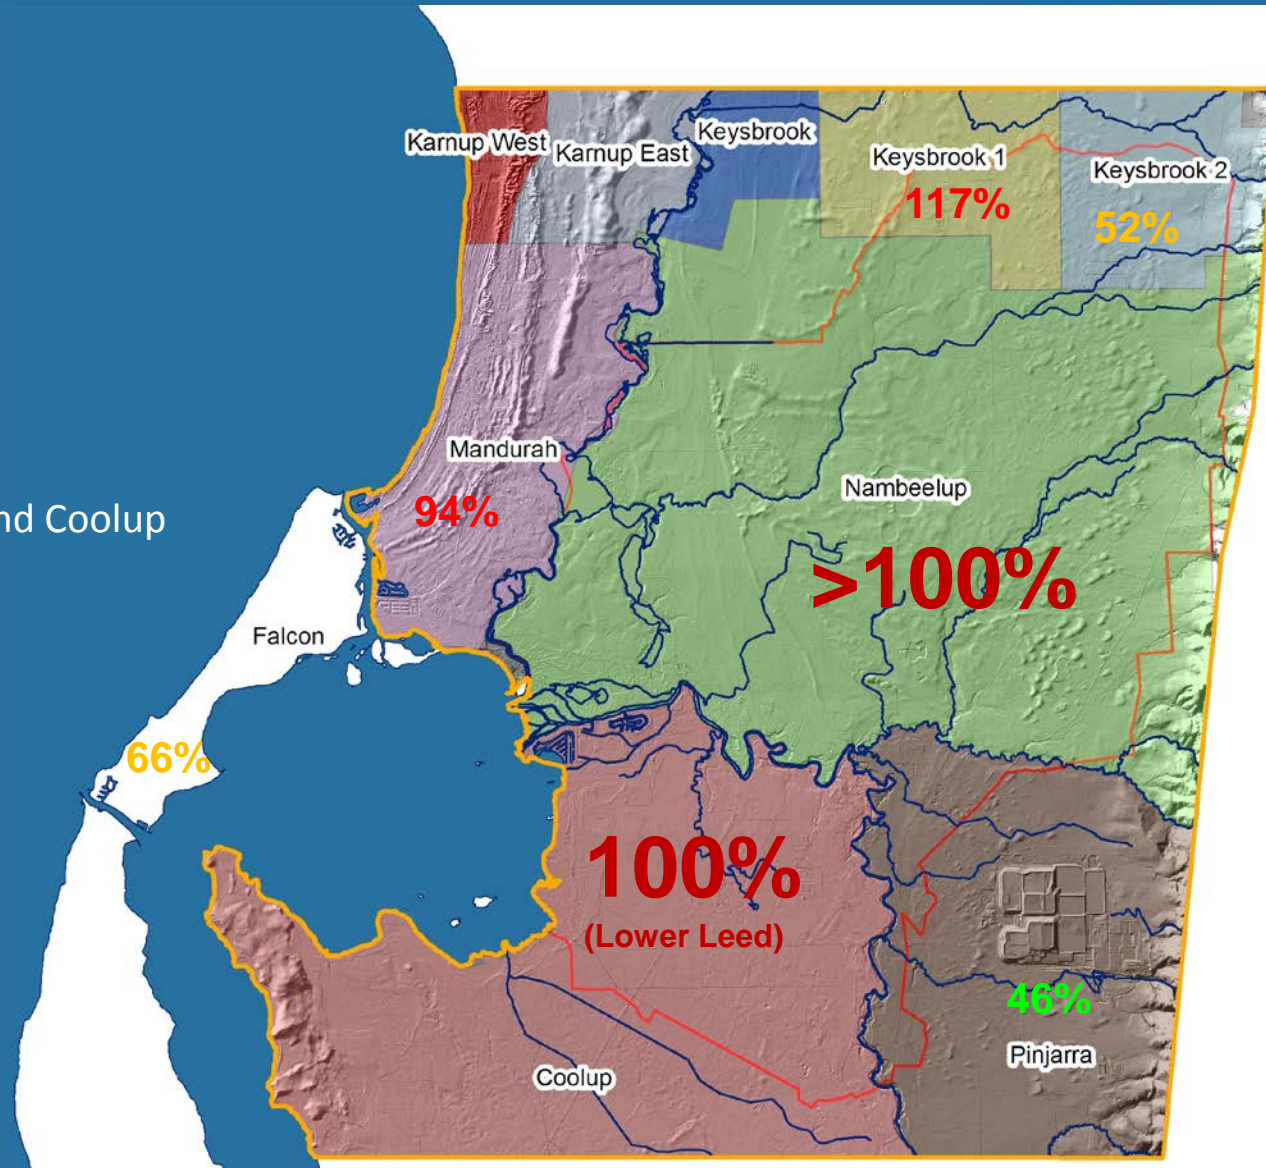 Karnup West
Karnup East
Keysbrook
Keysbrook 1
117%
Keysbrook 2
52%
Mandurah
94%
Nambeelup
>100%
nd Coolup
Falcon
66%
100%
(Lower Leed)
46%
Pinjarra
Coolup